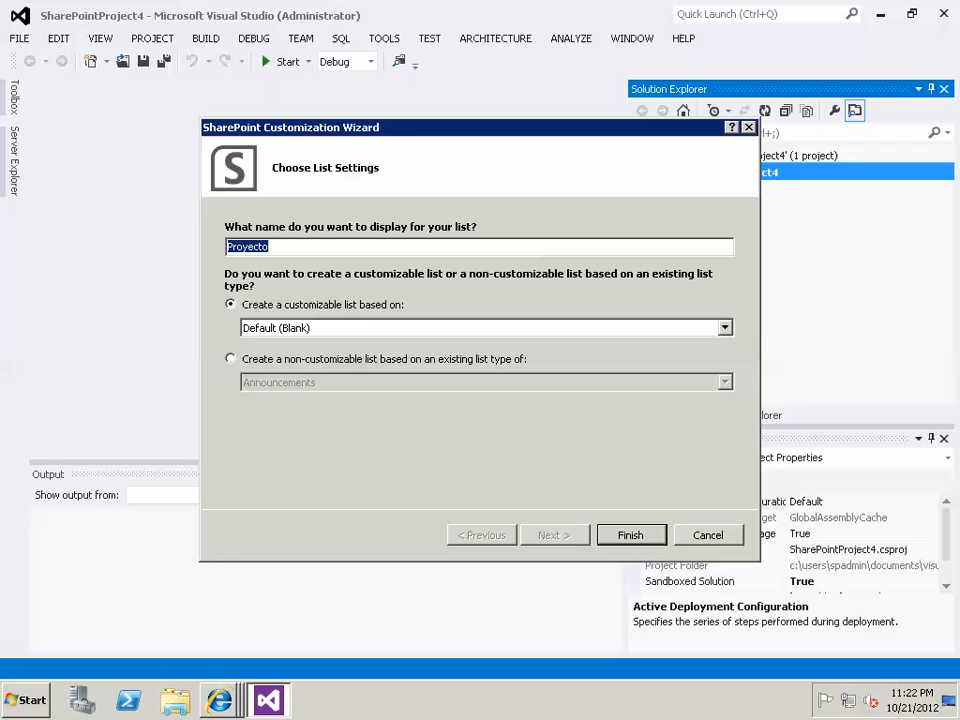 SharePointProject4 - Microsoft Visual Studio (Administrator)
Quick Launch (Ctrl+Q)
FILE EDIT VIEW PROJECT BUILD DEBUG TEAM SQL TOOLS TEST ARCHITECTURE ANALYZE WINDOW HELP
Start Debug
Toolbox
Server Explorer
Solution Explorer
l+;)
ject4' (1 project)
ct4
SharePoint Customization Wizard
S
Choose List Settings
What name do you want to display for your list?
Proyecto
Do you want to create a customizable list or a non-customizable list based on an existing list
type?
Create a customizable list based on:
Default (Blank)
Create a non-customizable list based on an existing list type of:
Announcements
< Previous Next > Finish Cancel
lorer
ect Properties
Output
Show output from:
uratic Default
get GlobalAssemblyCache
age True
SharePointProject4.csproj
Project Folder c:\users\spadmin\documents\visu
Sandboxed Solution True
Active Deployment Configuration
Specifies the series of steps performed during deployment.
Start
11:22 PM
10/21/2012